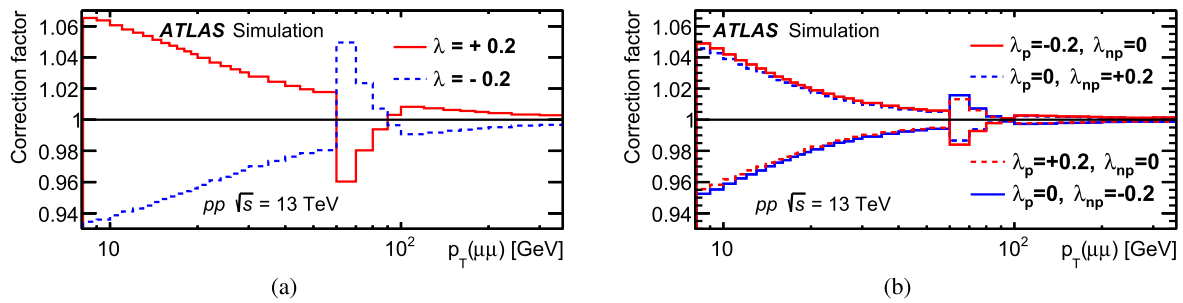 Correction factor
1.06
1.04
1.02
1
0.98
0.96
0.94
ATLAS Simulation
λ = + 0.2
λ = - 0.2
pp √s = 13 TeV
10
10²
p_T(μμ) [GeV]
(a)
Correction factor
1.06
1.04
1.02
1
0.98
0.96
0.94
ATLAS Simulation
λ_p=-0.2, λ_np=0
λ_p=0, λ_np=+0.2
λ_p=+0.2, λ_np=0
λ_p=0, λ_np=-0.2
pp √s = 13 TeV
10
10²
p_T(μμ) [GeV]
(b)